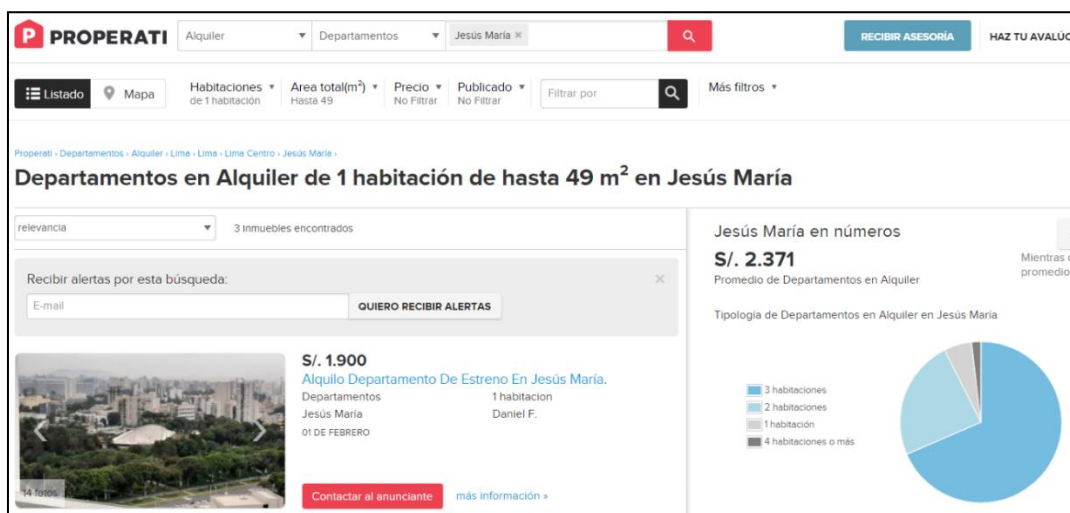 PROPERATI
Alquiler
Departamentos
Jesús María ×
RECIBIR ASESORÍA
HAZ TU AVALÚO
Listado
Mapa
Habitaciones
de 1 habitación
Area total(m²)
Hasta 49
Precio
No Filtrar
Publicado
No Filtrar
Filtrar por
Más filtros
Properati › Departamentos › Alquiler › Lima › Lima › Lima Centro › Jesús María ›
Departamentos en Alquiler de 1 habitación de hasta 49 m² en Jesús María
relevancia
3 inmuebles encontrados
Recibir alertas por esta búsqueda:
×
E-mail
QUIERO RECIBIR ALERTAS
S/. 1.900
Alquilo Departamento De Estreno En Jesús María.
Departamentos
1 habitacion
Jesús María
Daniel F.
01 DE FEBRERO
14 fotos
Contactar al anunciante
más información »
Jesús María en números
S/. 2.371
Promedio de Departamentos en Alquiler
Mientras
promedio
Tipología de Departamentos en Alquiler en Jesús María
3 habitaciones
2 habitaciones
1 habitación
4 habitaciones o más